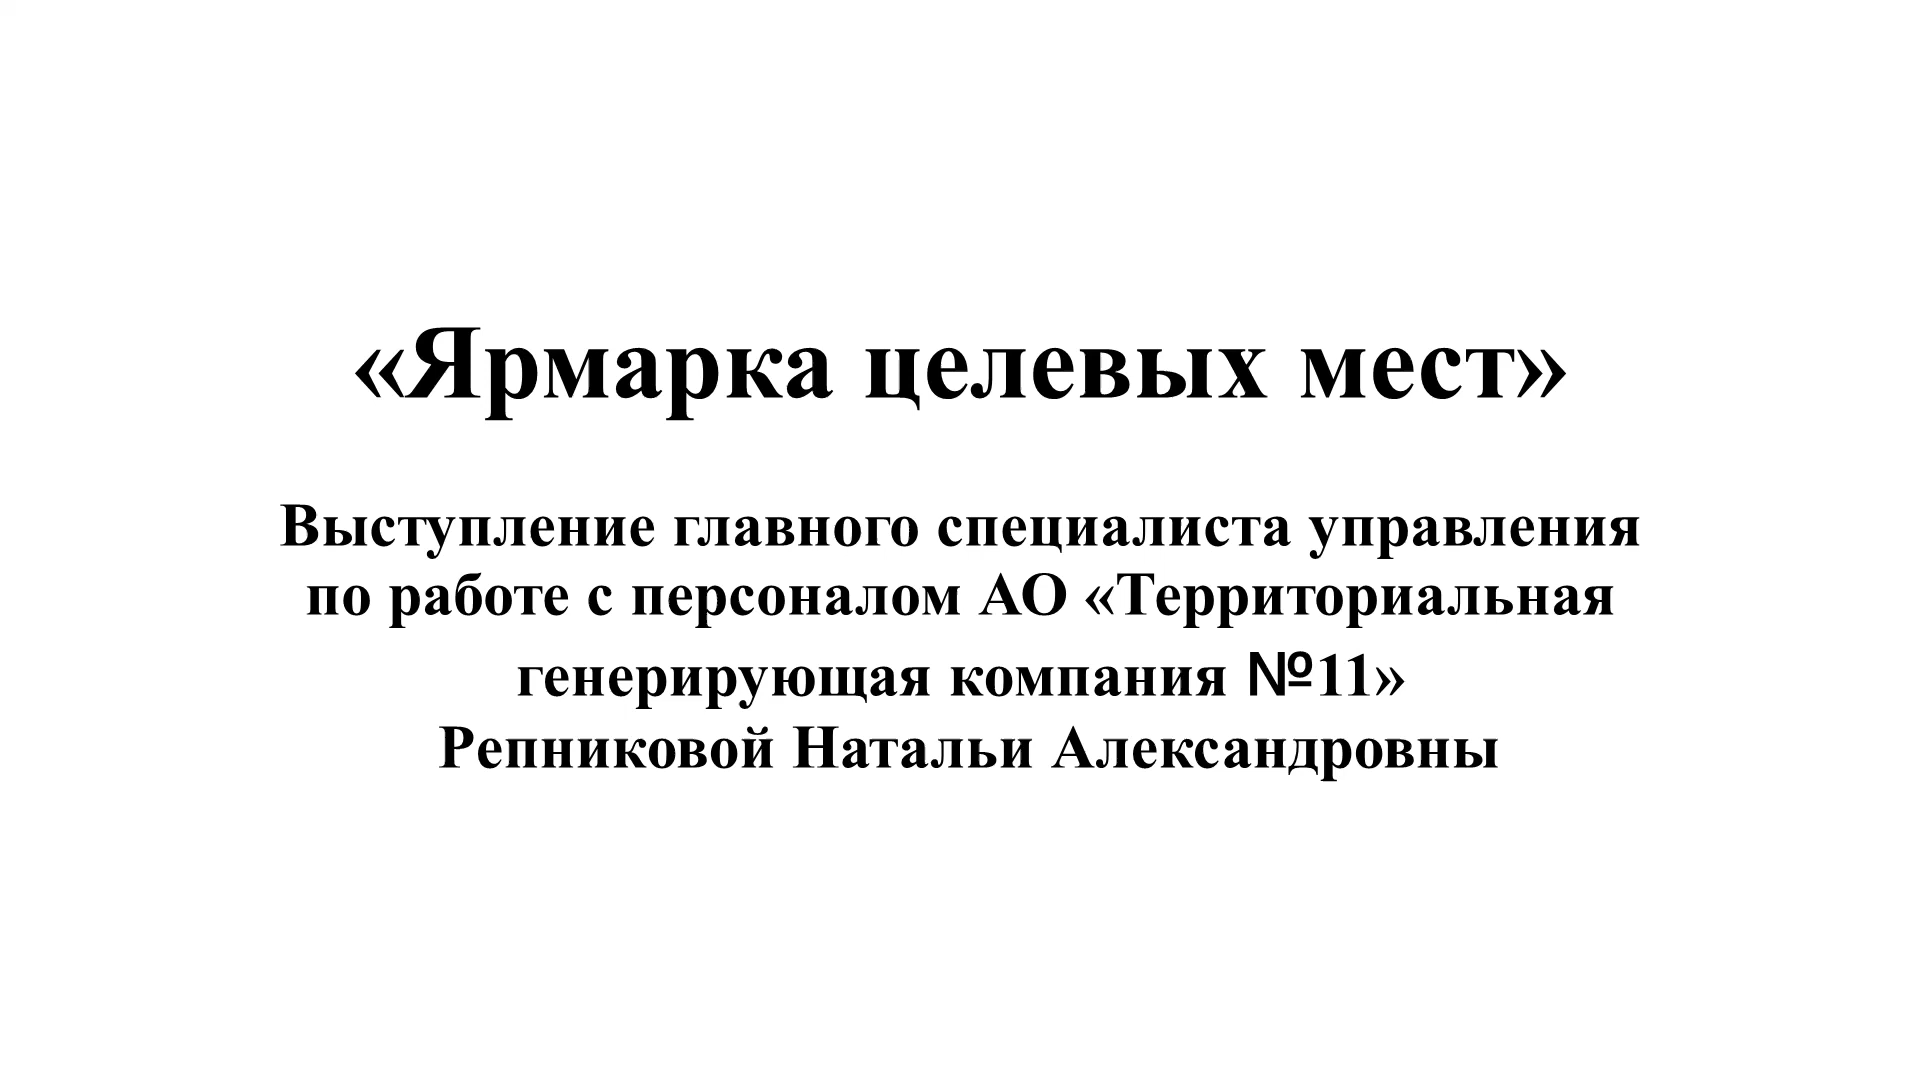 «Ярмарка целевых мест»
Выступление главного специалиста управления
по работе с персоналом АО «Территориальная
генерирующая компания №11»
Репниковой Натальи Александровны